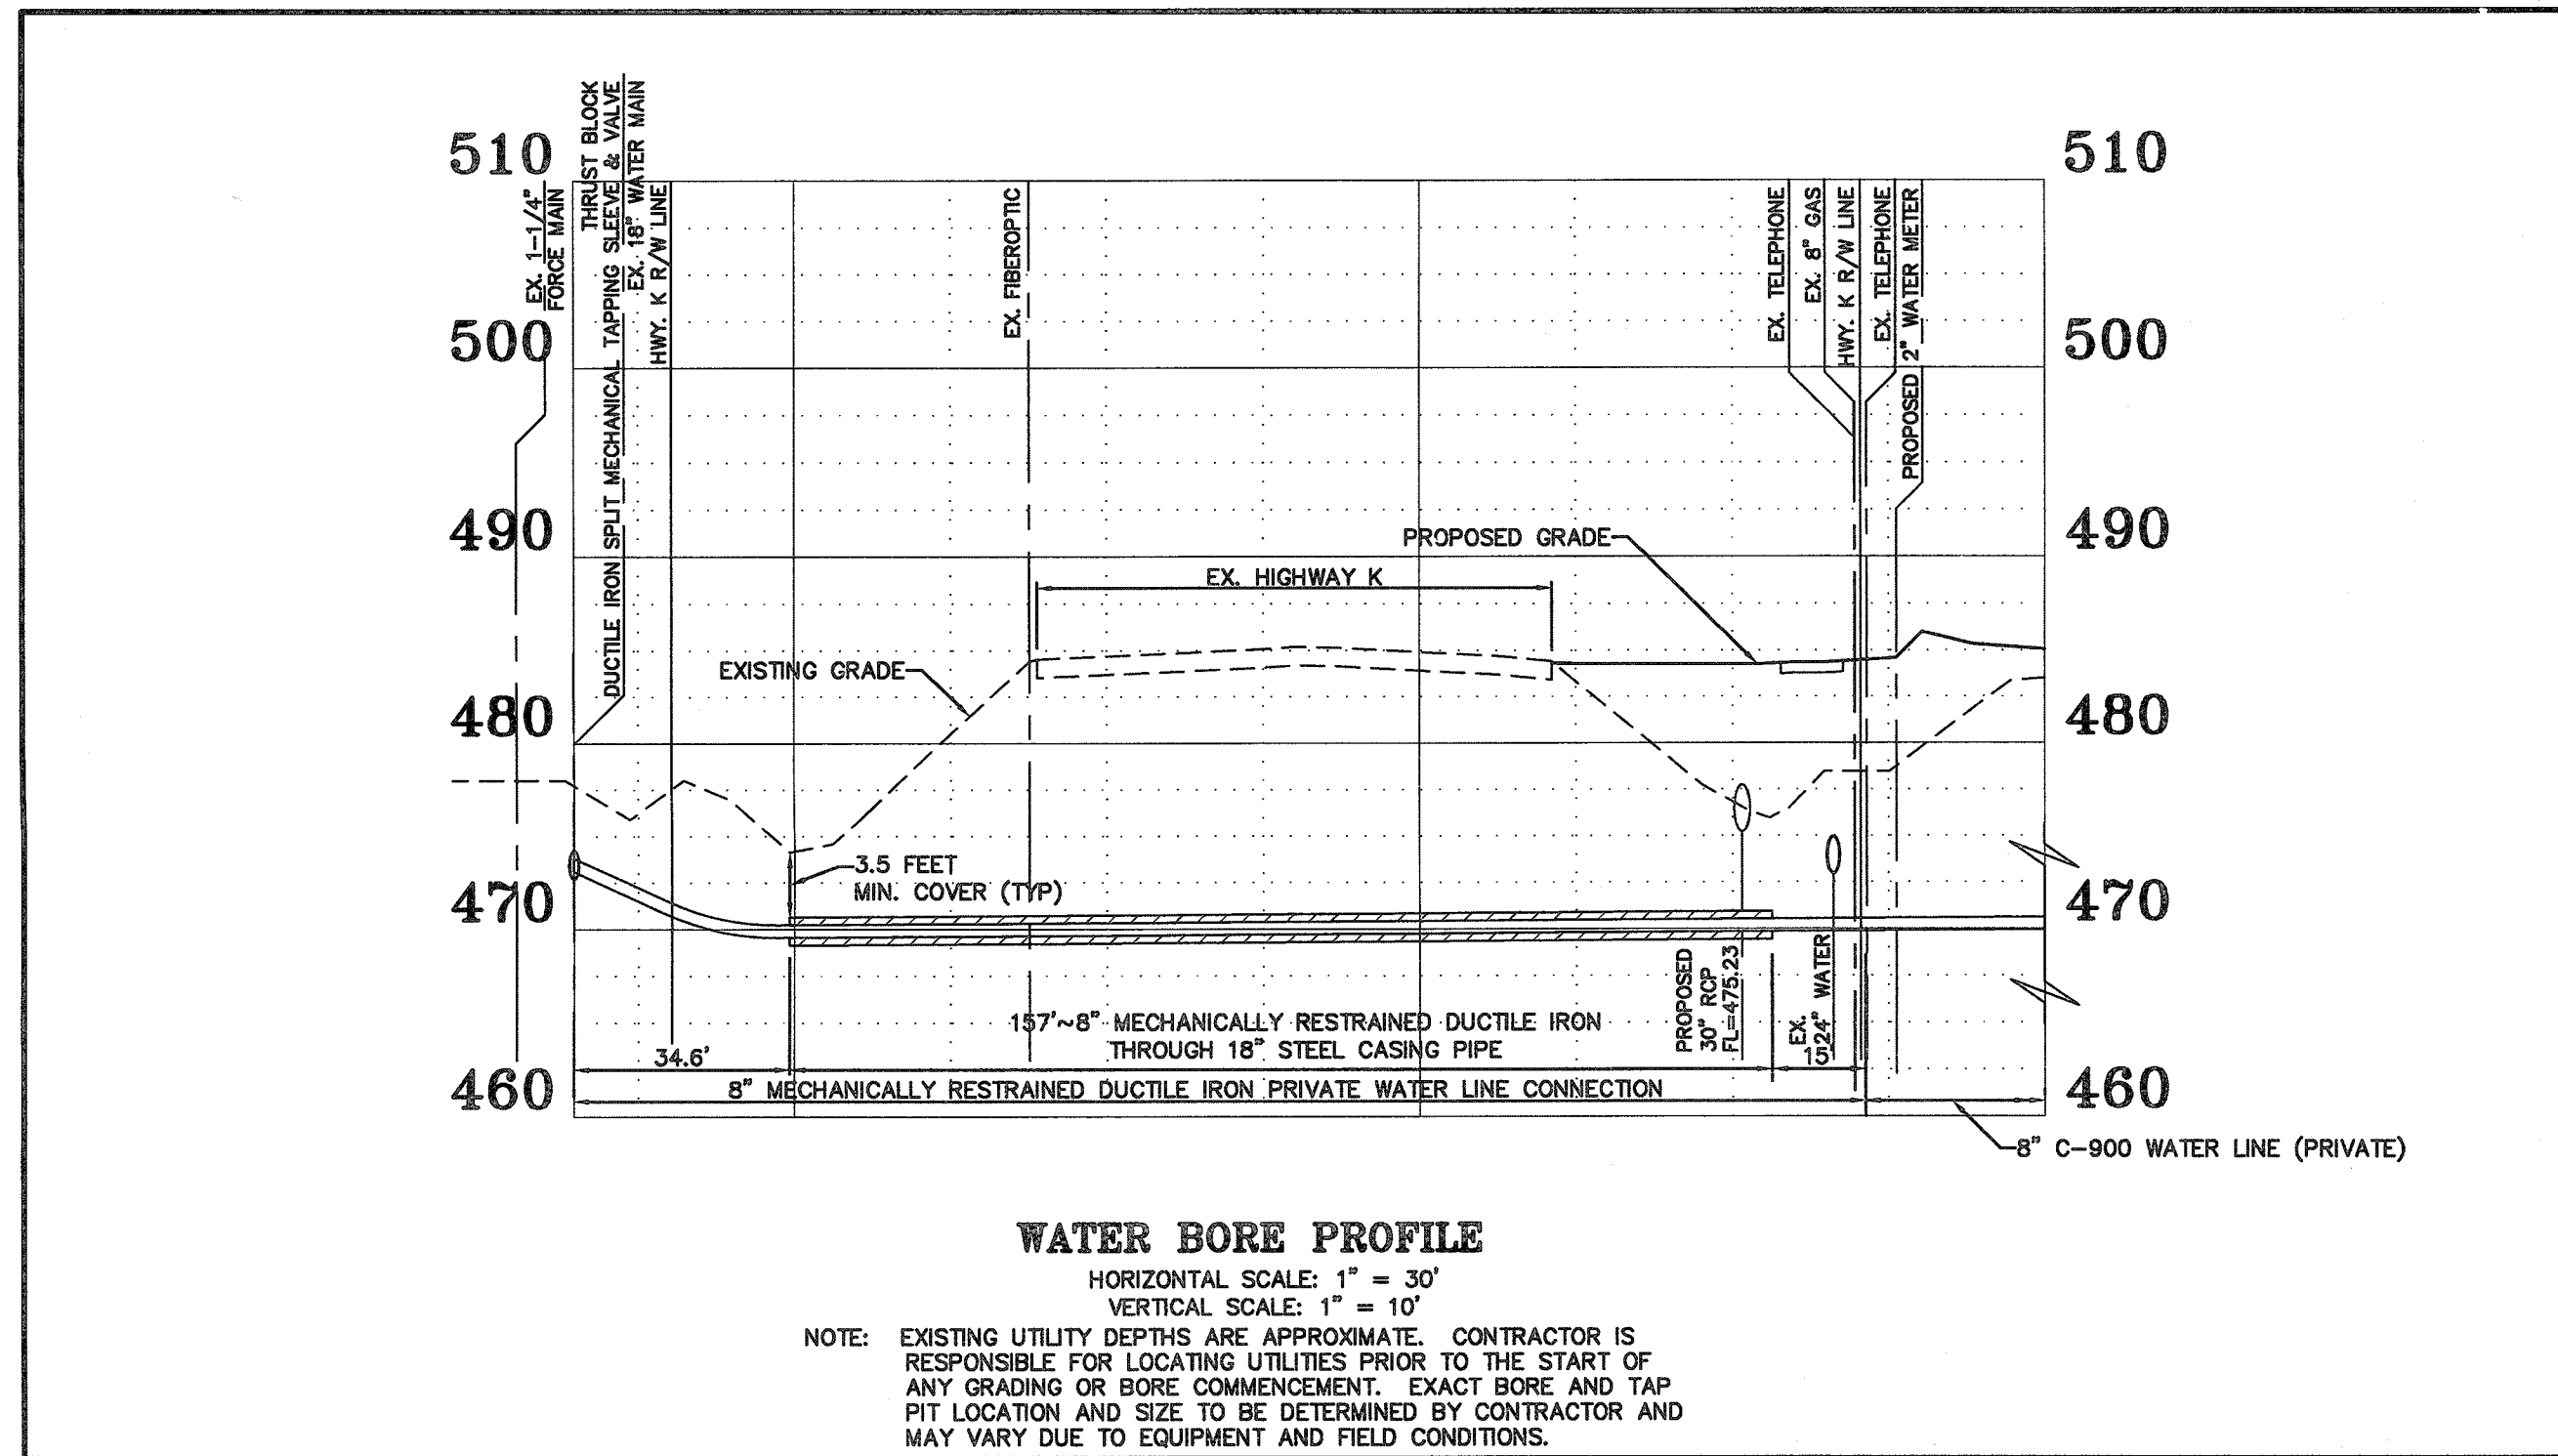 THRUST BLOCK
DUCTILE IRON SPLIT MECHANICAL TAPPING SLEEVE & VALVE
EX. 18" WATER MAIN
EX. 1-1/4"
FORCE MAIN
HWY. K R/W LINE
EX. FIBEROPTIC
EX. TELEPHONE
EX. 8" GAS
HWY. K R/W LINE
EX. TELEPHONE
PROPOSED 2" WATER METER
510
510
500
500
490
490
PROPOSED GRADE
EX. HIGHWAY K
EXISTING GRADE
480
480
3.5 FEET
MIN. COVER (TYP)
470
470
PROPOSED
30" RCP
FL=475.23
EX.
24" WATER
157'~8" MECHANICALLY RESTRAINED DUCTILE IRON
THROUGH 18" STEEL CASING PIPE
34.6'
8" MECHANICALLY RESTRAINED DUCTILE IRON PRIVATE WATER LINE CONNECTION
460
460
8" C-900 WATER LINE (PRIVATE)
WATER BORE PROFILE
HORIZONTAL SCALE: 1" = 30'
VERTICAL SCALE: 1" = 10'
NOTE: EXISTING UTILITY DEPTHS ARE APPROXIMATE. CONTRACTOR IS
RESPONSIBLE FOR LOCATING UTILITIES PRIOR TO THE START OF
ANY GRADING OR BORE COMMENCEMENT. EXACT BORE AND TAP
PIT LOCATION AND SIZE TO BE DETERMINED BY CONTRACTOR AND
MAY VARY DUE TO EQUIPMENT AND FIELD CONDITIONS.